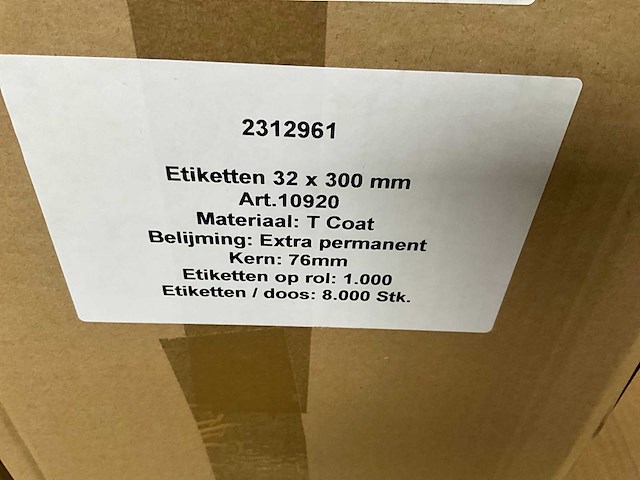 2312961
Etiketten 32 x 300 mm
Art.10920
Materiaal: T Coat
Belijming: Extra permanent
Kern: 76mm
Etiketten op rol: 1.000
Etiketten / doos: 8.000 Stk.